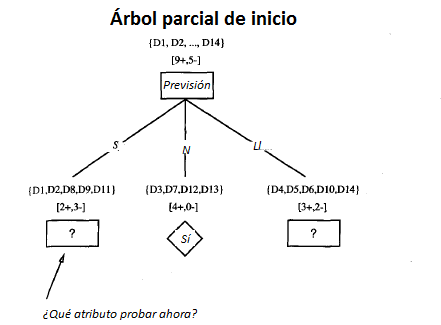 Árbol parcial de inicio
{D1, D2, ..., D14}
[9+,5-]
Previsión
S. N Ll...
{D1,D2,D8,D9,D11} {D3,D7,D12,D13} {D4,D5,D6,D10,D14}
[2+,3-] [4+,0-] [3+,2-]
? Sí ?
¿Qué atributo probar ahora?